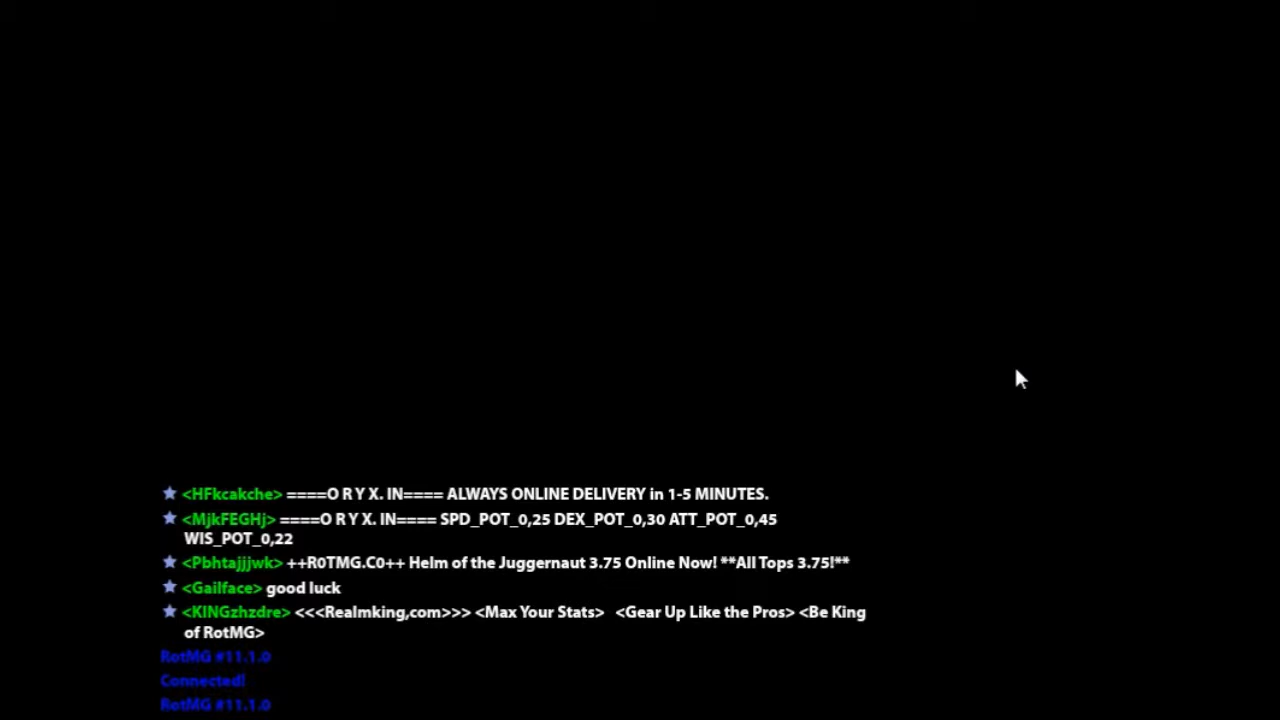 <HFkcakche> ====O R Y X. IN==== ALWAYS ONLINE DELIVERY in 1-5 MINUTES.
<MjkFEGHj> ====O R Y X. IN==== SPD_POT_0,25 DEX_POT_0,30 ATT_POT_0,45
WIS_POT_0,22
<Pbhtajjjwk> ++R0TMG.C0++ Helm of the Juggernaut 3.75 Online Now! **All Tops 3.75!**
<Gailface> good luck
<KINGzhzdre> <<<Realmking,com>>> <Max Your Stats>   <Gear Up Like the Pros> <Be King
of RotMG>
RotMG #11.1.0
Connected!
RotMG #11.1.0